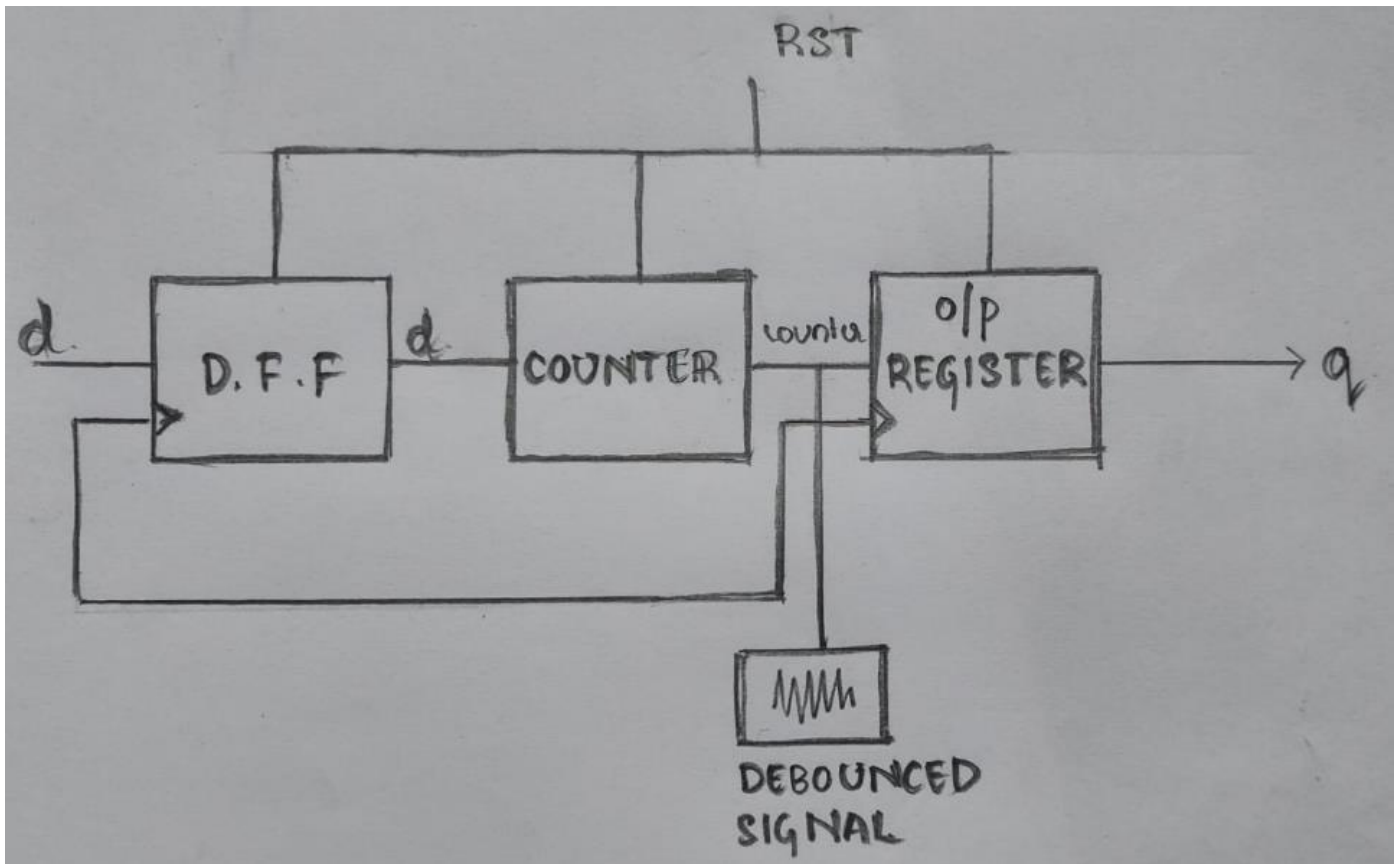 RST
d.
D.F.F
d.
COUNTER
counter
O/P
REGISTER
q
DEBOUNCED
SIGNAL